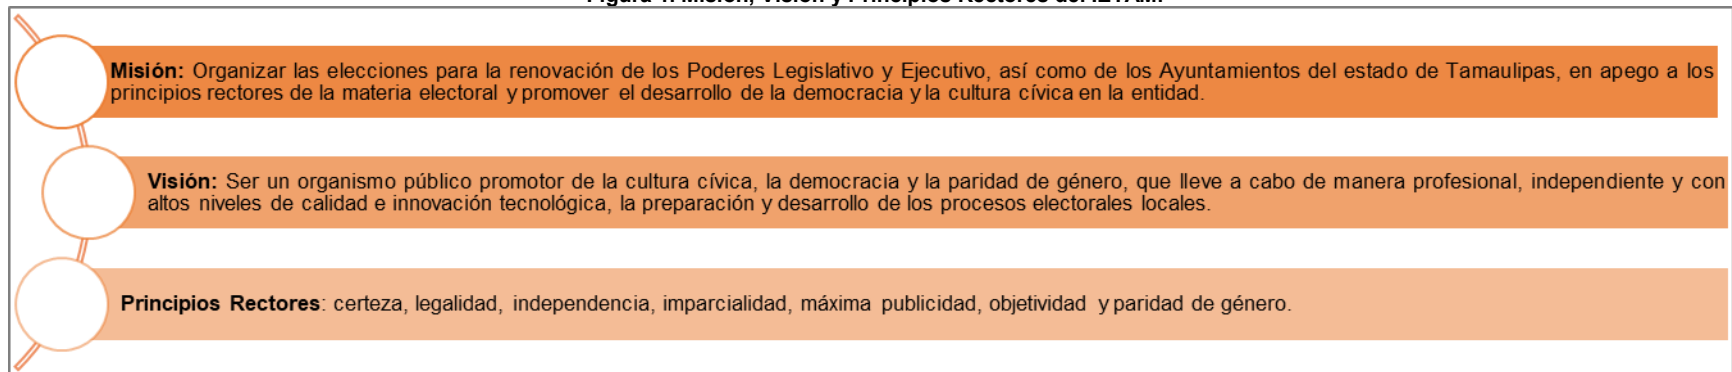 Misión: Organizar las elecciones para la renovación de los Poderes Legislativo y Ejecutivo, así como de los Ayuntamientos del estado de Tamaulipas, en apego a los
principios rectores de la materia electoral y promover el desarrollo de la democracia y la cultura cívica en la entidad.
Visión: Ser un organismo público promotor de la cultura cívica, la democracia y la paridad de género, que lleve a cabo de manera profesional, independiente y con
altos niveles de calidad e innovación tecnológica, la preparación y desarrollo de los procesos electorales locales.
Principios Rectores: certeza, legalidad, independencia, imparcialidad, máxima publicidad, objetividad y paridad de género.